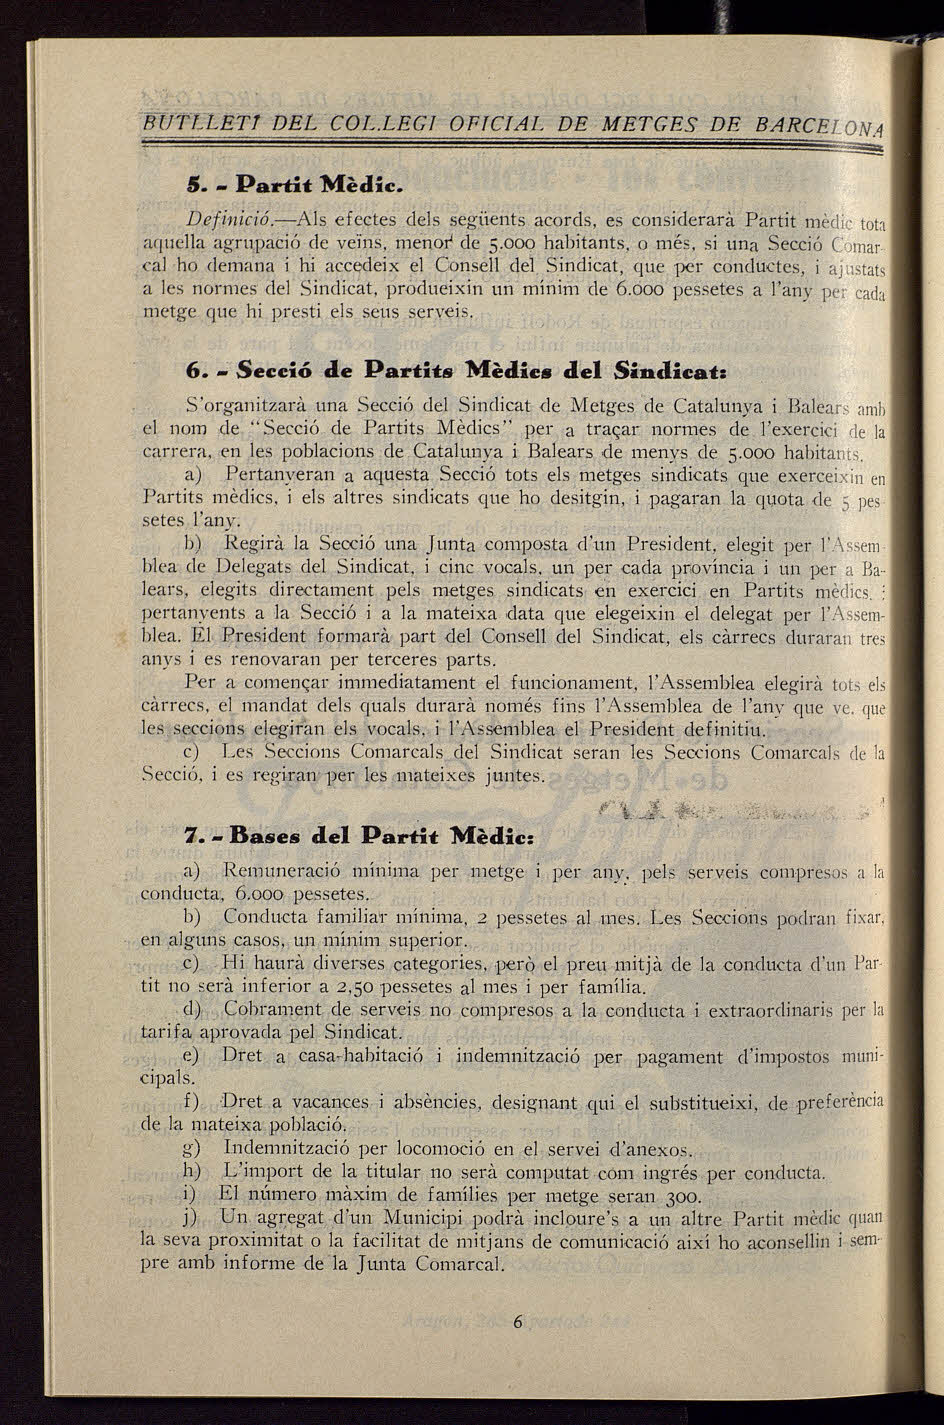 BUTLLETÍ DEL COL.LEGI OFICIAL DE METGES DE BARCELONA
5. - Partit Mèdic.
Definició.—Als efectes dels següents acords, es considerarà Partit mèdic tota
aquella agrupació de veïns, menor de 5.000 habitants, o més, si una Secció Comar-
cal ho demana i hi accedeix el Consell del Sindicat, que per conductes, i ajustats
a les normes del Sindicat, produeixin un mínim de 6.000 pessetes a l'any per cada
metge que hi presti els seus serveis.
6. - Secció de Partits Mèdics del Sindicat:
S'organitzarà una Secció del Sindicat de Metges de Catalunya i Balears amb
el nom de "Secció de Partits Mèdics" per a traçar normes de l'exercici de la
carrera, en les poblacions de Catalunya i Balears de menys de 5.000 habitants.
a) Pertanyeran a aquesta Secció tots els metges sindicats que exerceixin en
Partits mèdics, i els altres sindicats que ho desitgin, i pagaran la quota de 5 pes-
setes l'any.
b) Regirà la Secció una Junta composta d'un President, elegit per l'Assem-
blea de Delegats del Sindicat, i cinc vocals, un per cada província i un per a Ba-
lears, elegits directament pels metges sindicats en exercici en Partits mèdics, i
pertanyents a la Secció i a la mateixa data que elegeixin el delegat per l'Assem-
blea. El President formarà part del Consell del Sindicat, els càrrecs duraran tres
anys i es renovaran per terceres parts.
Per a començar immediatament el funcionament, l'Assemblea elegirà tots els
càrrecs, el mandat dels quals durarà només fins l'Assemblea de l'any que ve, que
les seccions elegiran els vocals, i l'Assemblea el President definitiu.
c) Les Seccions Comarcals del Sindicat seran les Seccions Comarcals de la
Secció, i es regiran per les mateixes juntes.
7. - Bases del Partit Mèdic:
a) Remuneració mínima per metge i per any, pels serveis compresos a la
conducta, 6.000 pessetes.
b) Conducta familiar mínima, 2 pessetes al mes. Les Seccions podran fixar,
en alguns casos, un mínim superior.
c) Hi haurà diverses categories, però el preu mitjà de la conducta d'un Par-
tit no serà inferior a 2,50 pessetes al mes i per família.
d) Cobrament de serveis no compresos a la conducta i extraordinaris per la
tarifa aprovada pel Sindicat.
e) Dret a casa-habitació i indemnització per pagament d'impostos muni-
cipals.
f) Dret a vacances i absències, designant qui el substitueixi, de preferència
de la mateixa població.
g) Indemnització per locomoció en el servei d'anexos.
h) L'import de la titular no serà computat com ingrés per conducta.
i) El número màxim de famílies per metge seran 300.
j) Un agregat d'un Municipi podrà incloure's a un altre Partit mèdic quan
la seva proximitat o la facilitat de mitjans de comunicació així ho aconsellin i sem-
pre amb informe de la Junta Comarcal.
6